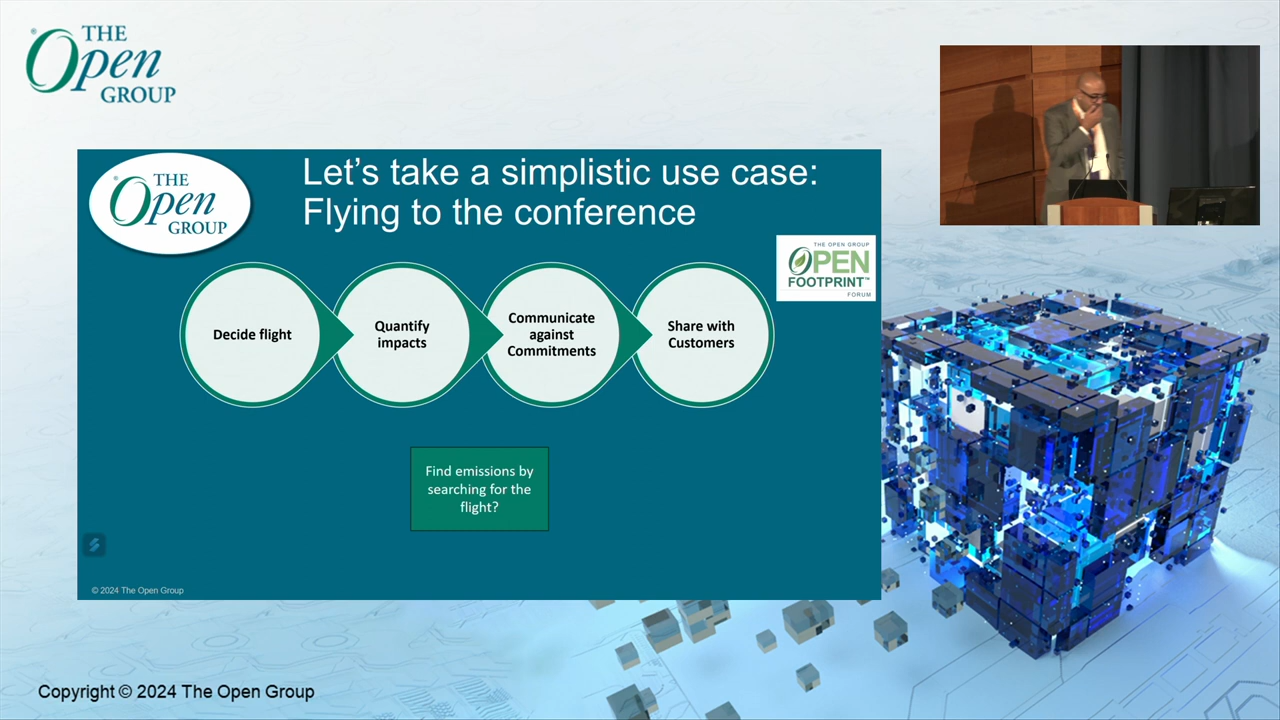 THE
Open
GROUP
THE
Open
GROUP
Let's take a simplistic use case:
Flying to the conference
THE OPEN GROUP
OPEN
FOOTPRINT™
FORUM
Decide flight
Quantify
impacts
Communicate
against
Commitments
Share with
Customers
Find emissions by
searching for the
flight?
© 2024 The Open Group
Copyright © 2024 The Open Group